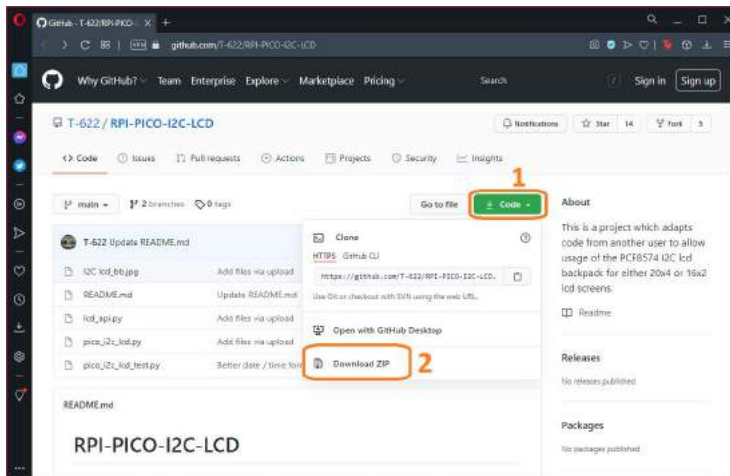 GitHub - T-622/RPI-PICO-
github.com/T-622/RPI-PICO-I2C-LCD
Why GitHub? Team Enterprise Explore Marketplace Pricing Search / Sign in Sign up
T-622 / RPI-PICO-I2C-LCD Notifications Star 14 Fork 3
Code Issues Pull requests Actions Projects Security Insights
1
main 2 branches 0 tags Go to file Code
About
This is a project which adapts
code from another user to allow
usage of the PCF8574 I2C lcd
backpack for either 20x4 or 16x2
lcd screens.
Readme
Releases
No releases published
Packages
No packages published
T-622 Update README.md
I2C lcd_bb.jpg Add files via upload
README.md Update README.md
lcd_api.py Add files via upload
pico_i2c_lcd.py Add files via upload
pico_i2c_lcd_test.py Better date / time for
Clone
HTTPS GitHub CLI
https://github.com/T-622/RPI-PICO-I2C-LCD.
Use Git or checkout with SVN using the web URL.
Open with GitHub Desktop
Download ZIP 2
README.md
RPI-PICO-I2C-LCD